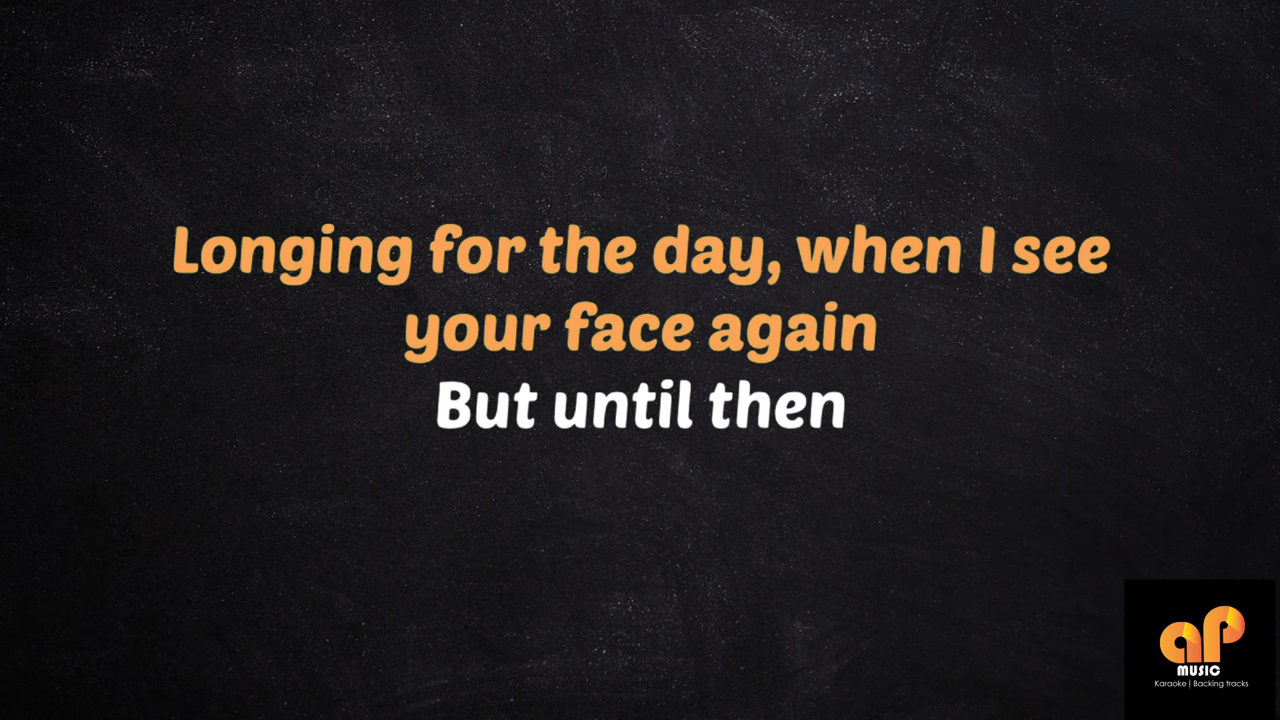 Longing for the day, when I see
your face again
But until then
ap
MUSIC
Karaoke | Backing tracks